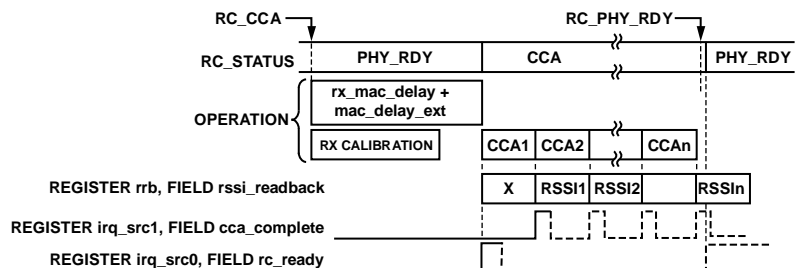 RC_CCA
RC_PHY_RDY
RC_STATUS
PHY_RDY
CCA
PHY_RDY
OPERATION
rx_mac_delay +
mac_delay_ext
RX CALIBRATION
CCA1
CCA2
CCAn
REGISTER rrb, FIELD rssi_readback
X
RSSI1
RSSI2
RSSIn
REGISTER irq_src1, FIELD cca_complete
REGISTER irq_src0, FIELD rc_ready